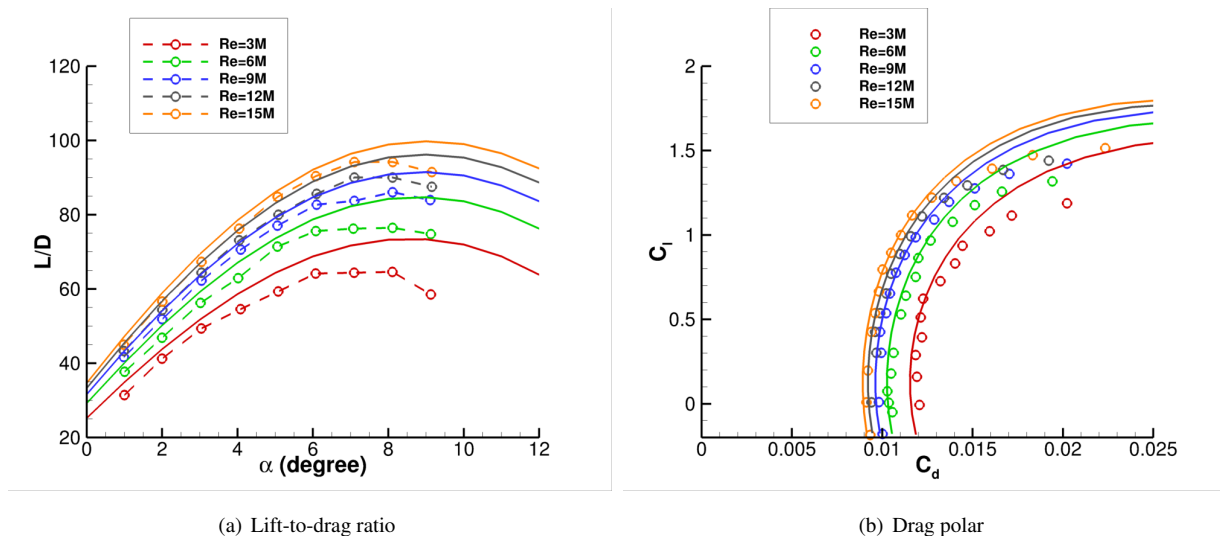 Re=3M
Re=6M
Re=9M
Re=12M
Re=15M
120
100
80
60
40
20
L/D
0 2 4 6 8 10 12
α (degree)
(a) Lift-to-drag ratio
Re=3M
Re=6M
Re=9M
Re=12M
Re=15M
2
1.5
1
0.5
0
Cl
0 0.005 0.01 0.015 0.02 0.025
Cd
(b) Drag polar